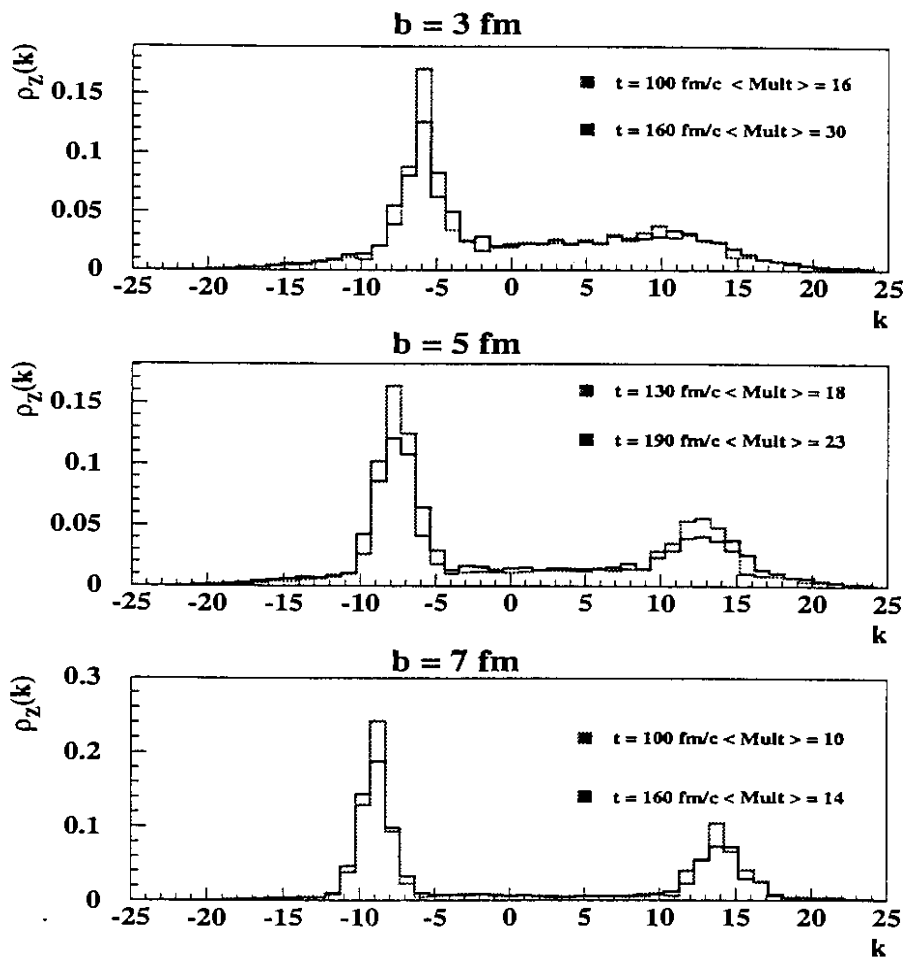 b = 3 fm
ρZ(k)
0.15
0.1
0.05
0
t = 100 fm/c < Mult > = 16
t = 160 fm/c < Mult > = 30
-25 -20 -15 -10 -5 0 5 10 15 20 25
k
b = 5 fm
ρZ(k)
0.15
0.1
0.05
0
t = 130 fm/c < Mult > = 18
t = 190 fm/c < Mult > = 23
-25 -20 -15 -10 -5 0 5 10 15 20 25
k
b = 7 fm
ρZ(k)
0.3
0.2
0.1
0
t = 100 fm/c < Mult > = 10
t = 160 fm/c < Mult > = 14
-25 -20 -15 -10 -5 0 5 10 15 20 25
k